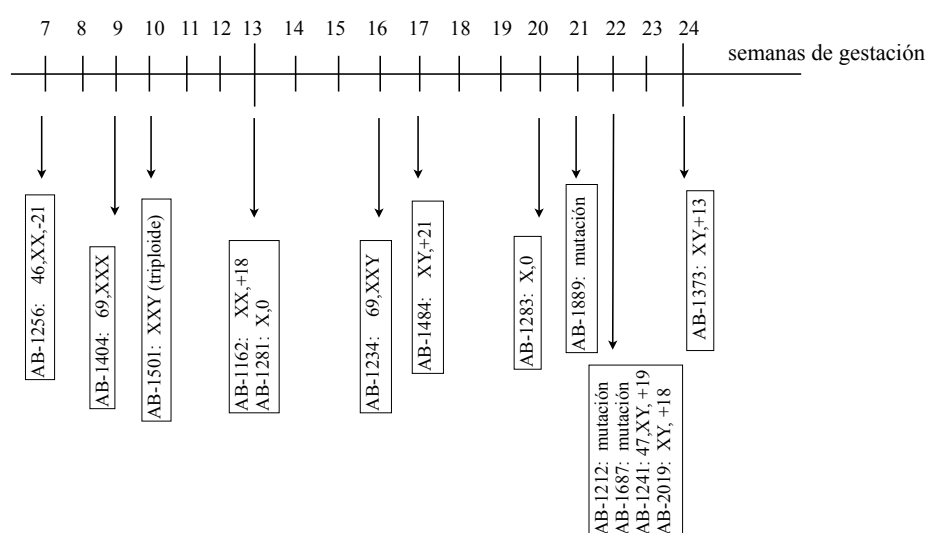 7 8 9 10 11 12 13 14 15 16 17 18 19 20 21 22 23 24
semanas de gestación
AB-1256: 46,XX,-21
AB-1404: 69,XXX
AB-1501: XXY (triploide)
AB-1162: XX,+18
AB-1281: X,0
AB-1234: 69,XXY
AB-1484: XY,+21
AB-1283: X,0
AB-1889: mutación
AB-1212: mutación
AB-1687: mutación
AB-1241: 47,XY, +19
AB-2019: XY, +18
AB-1373: XY,+13